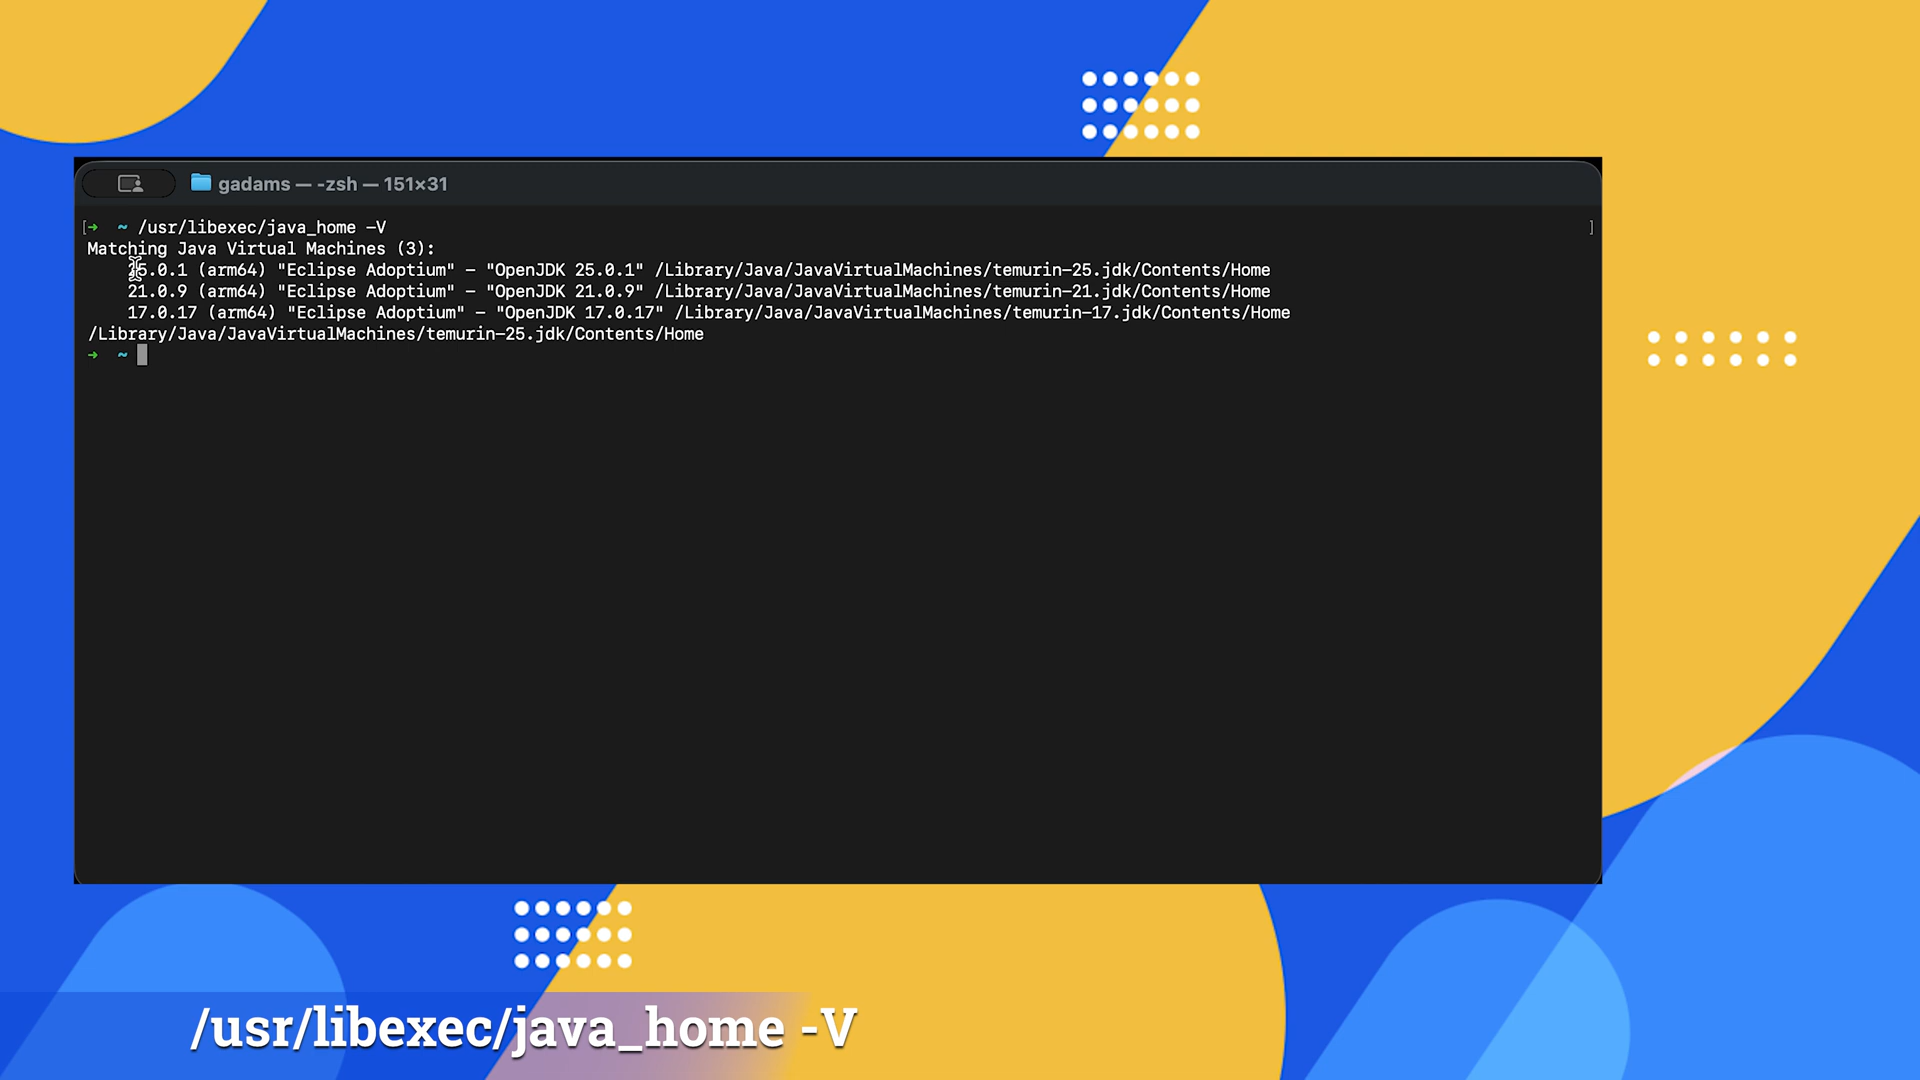 gadams — -zsh — 151×31
[➜ ~ /usr/libexec/java_home -V ]
Matching Java Virtual Machines (3):
25.0.1 (arm64) "Eclipse Adoptium" - "OpenJDK 25.0.1" /Library/Java/JavaVirtualMachines/temurin-25.jdk/Contents/Home
21.0.9 (arm64) "Eclipse Adoptium" - "OpenJDK 21.0.9" /Library/Java/JavaVirtualMachines/temurin-21.jdk/Contents/Home
17.0.17 (arm64) "Eclipse Adoptium" - "OpenJDK 17.0.17" /Library/Java/JavaVirtualMachines/temurin-17.jdk/Contents/Home
/Library/Java/JavaVirtualMachines/temurin-25.jdk/Contents/Home
➜ ~
/usr/libexec/java_home -V